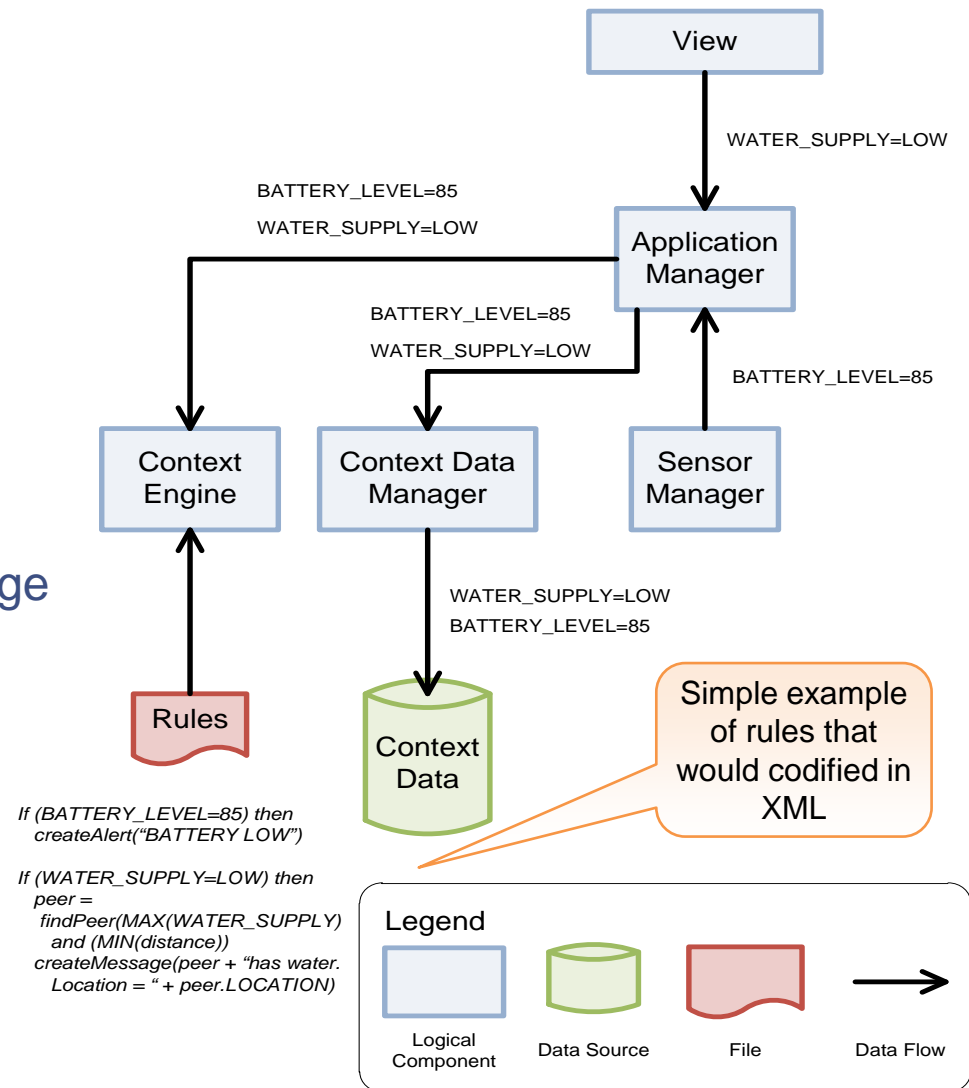 View
WATER_SUPPLY=LOW
BATTERY_LEVEL=85
WATER_SUPPLY=LOW
Application
Manager
BATTERY_LEVEL=85
WATER_SUPPLY=LOW
BATTERY_LEVEL=85
Context
Engine
Context Data
Manager
Sensor
Manager
ge
WATER_SUPPLY=LOW
BATTERY_LEVEL=85
Rules
Context
Data
Simple example
of rules that
would codified in
XML
If (BATTERY_LEVEL=85) then
createAlert(“BATTERY LOW”)
If (WATER_SUPPLY=LOW) then
peer =
findPeer(MAX(WATER_SUPPLY)
and (MIN(distance))
createMessage(peer + “has water.
Location = “ + peer.LOCATION)
Legend
Logical
Component
Data Source
File
Data Flow